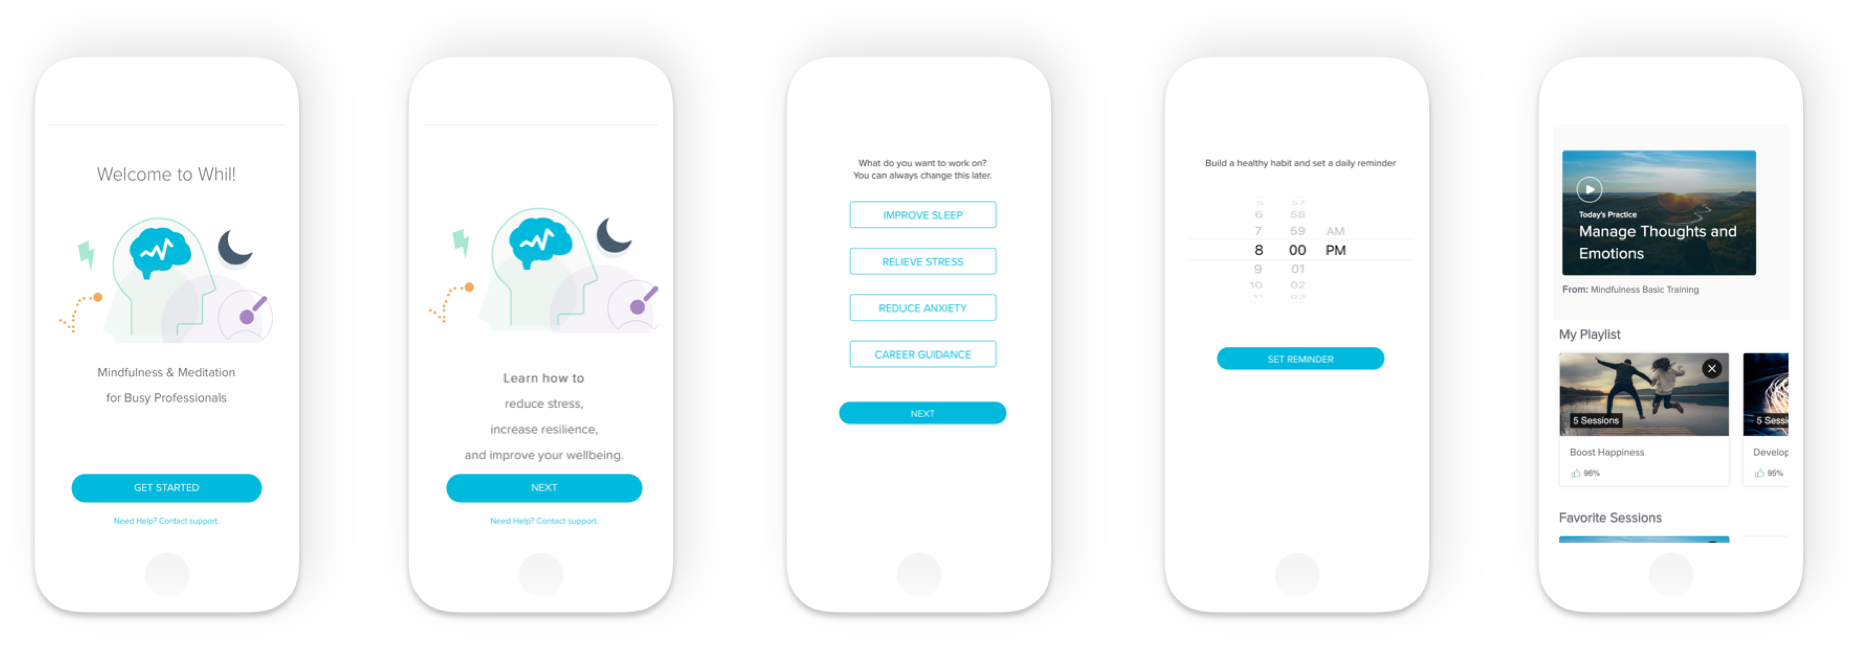 Welcome to Whil!
Mindfulness & Meditation
for Busy Professionals
GET STARTED
Need Help? Contact support.
Learn how to
reduce stress,
increase resilience,
and improve your wellbeing.
NEXT
Need Help? Contact support.
What do you want to work on?
You can always change this later.
IMPROVE SLEEP
RELIEVE STRESS
REDUCE ANXIETY
CAREER GUIDANCE
NEXT
Build a healthy habit and set a daily reminder
5 57
6 58
7 59 AM
8 00 PM
9 01
10 02
11 03
SET REMINDER
Today's Practice
Manage Thoughts and
Emotions
From: Mindfulness Basic Training
My Playlist
5 Sessions
Boost Happiness
96%
5 Sessi
Develop
95%
Favorite Sessions